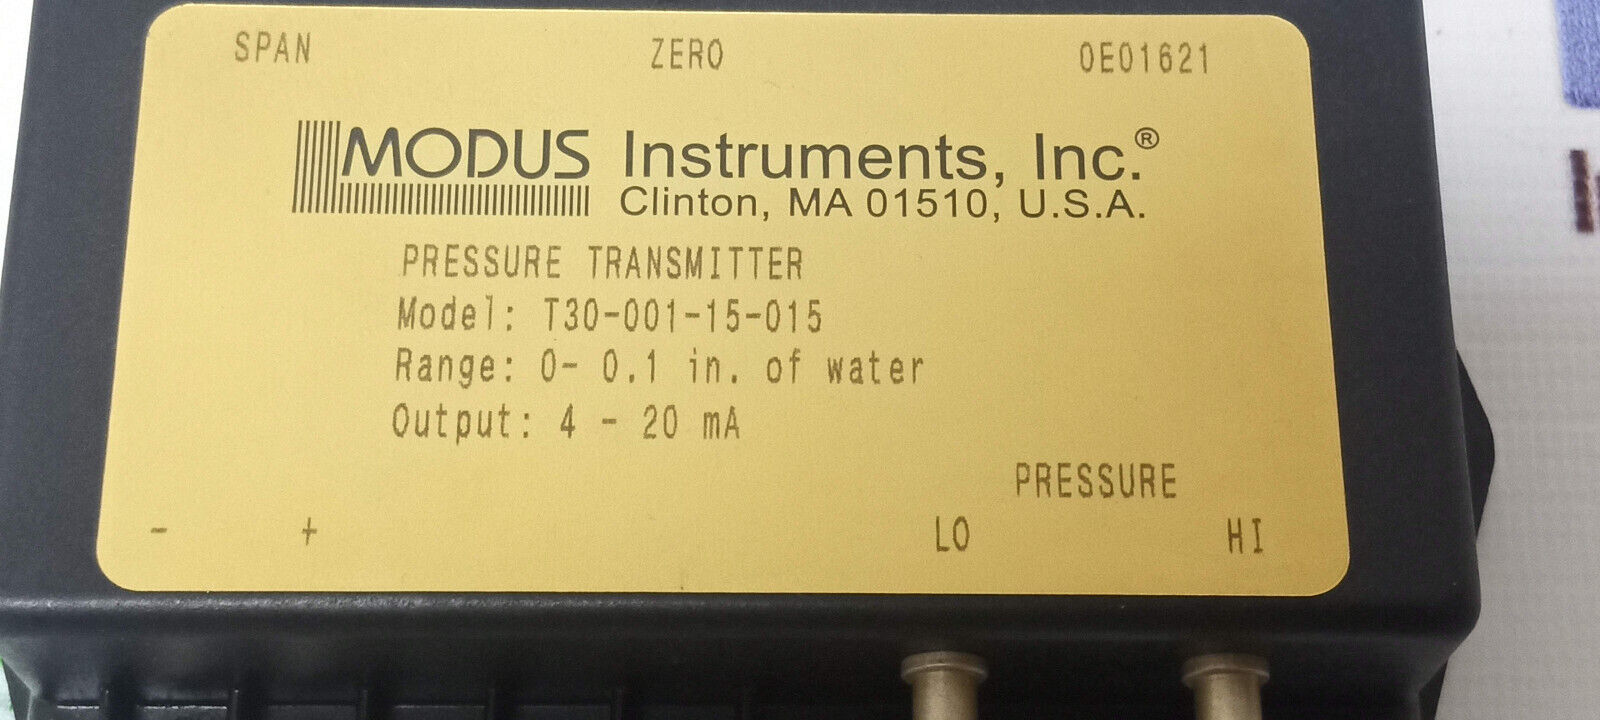 SPAN ZERO 0E01621
MODUS Instruments, Inc.®
Clinton, MA 01510, U.S.A.
PRESSURE TRANSMITTER
Model: T30-001-15-015
Range: 0- 0.1 in. of water
Output: 4 - 20 mA
PRESSURE
- + LO HI